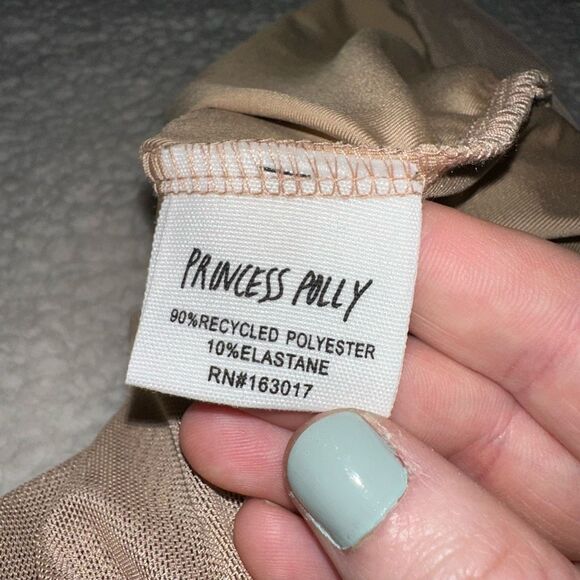 PRINCESS POLLY
90%RECYCLED POLYESTER
10%ELASTANE
RN#163017